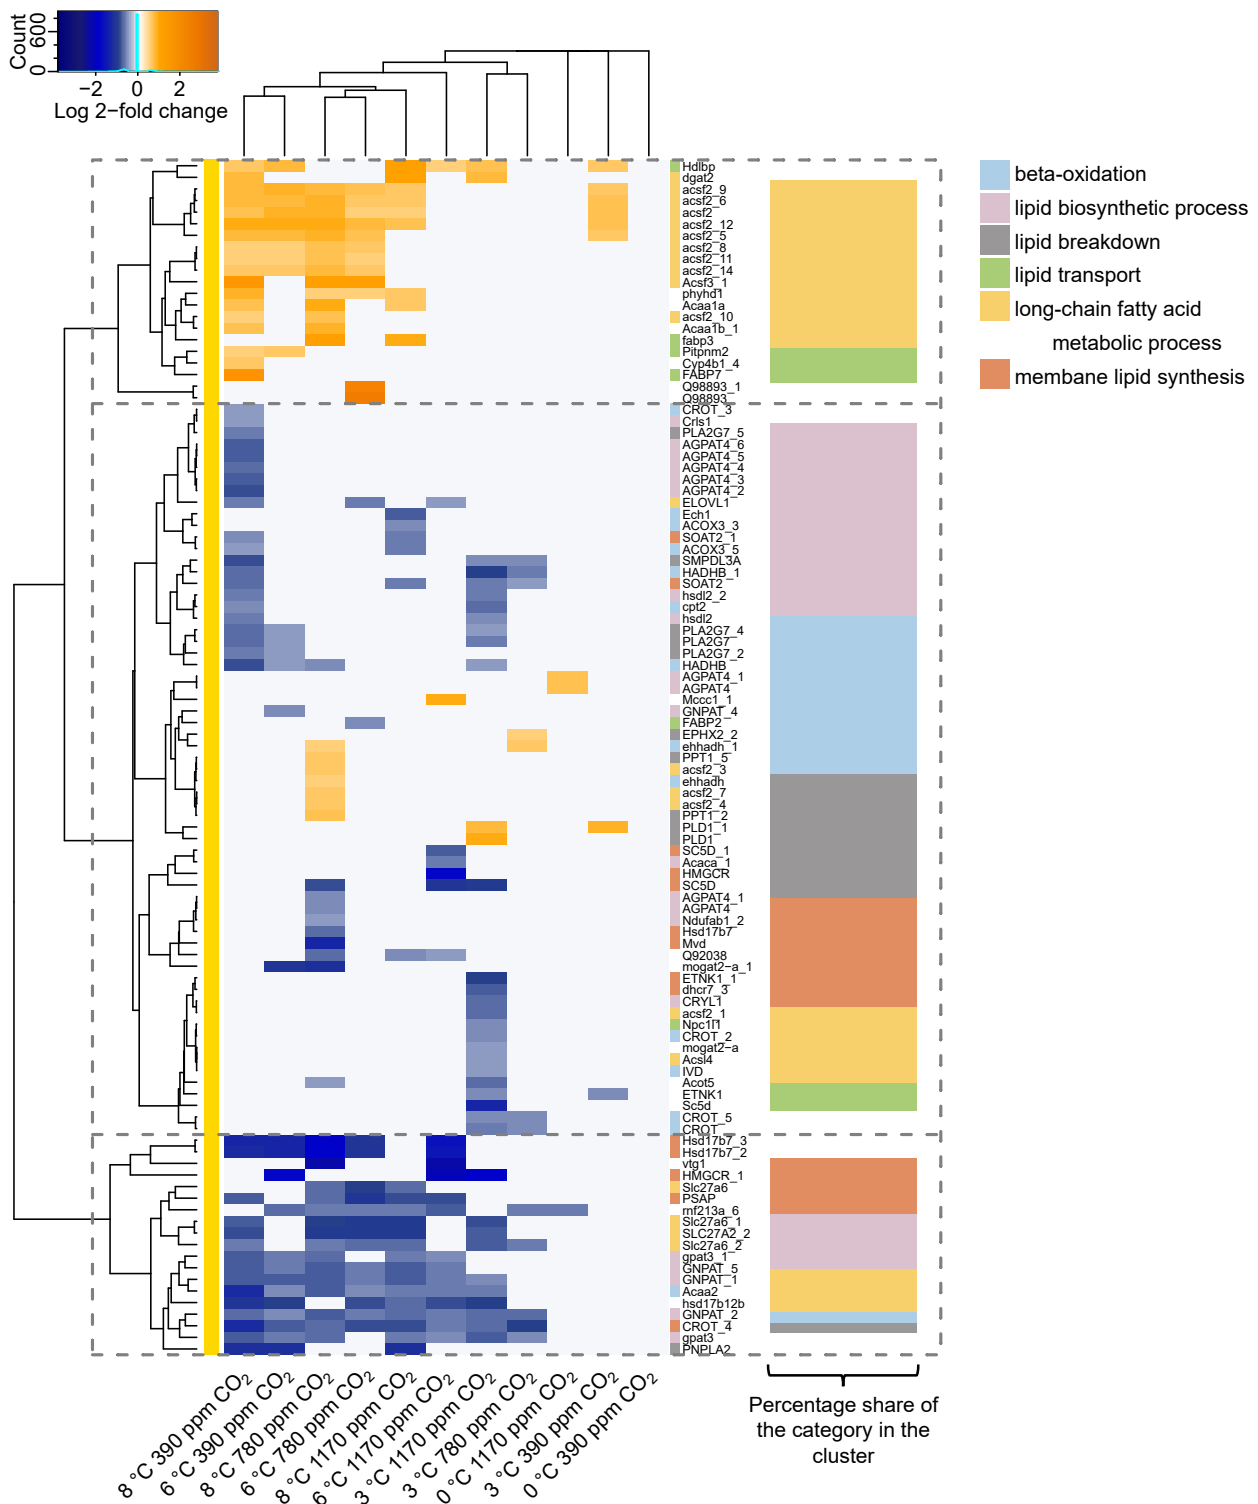 Count
0 600
−2 0 2
Log 2−fold change
Hdlbp
dgat2
acsf2_9
acsf2_6
acsf2
acsf2_12
acsf2_5
acsf2_8
acsf2_11
acsf2_14
Acsf3_1
phyhd1
Acaa1a
acsf2_10
Acaa1b_1
fabp3
Pitpnm2
Cyp4b1_4
FABP7
Q98893_1
Q98893
CROT_3
Crls1
PLA2G7_5
AGPAT4_6
AGPAT4_5
AGPAT4_4
AGPAT4_3
AGPAT4_2
ELOVL1
Ech1
ACOX3_3
SOAT2_1
ACOX3_5
SMPDL3A
HADHB_1
SOAT2
hsdl2_2
cpt2
hsdl2
PLA2G7_4
PLA2G7
PLA2G7_2
HADHB
AGPAT4_1
AGPAT4
Mccc1_1
GNPAT_4
FABP2
EPHX2_2
ehhadh_1
PPT1_5
acsf2_3
ehhadh
acsf2_7
acsf2_4
PPT1_2
PLD1_1
PLD1
SC5D_1
Acaca_1
HMGCR
SC5D
AGPAT4_1
AGPAT4
Ndufab1_2
Hsd17b7
Mvd
Q92038
mogat2−a_1
ETNK1_1
dhcr7_3
CRYL1
acsf2_1
Npc1l1
CROT_2
mogat2−a
Acsl4
IVD
Acot5
ETNK1
Sc5d
CROT_5
CROT
Hsd17b7_3
Hsd17b7_2
vtg1
HMGCR_1
Slc27a6
PSAP
rnf213a_6
Slc27a6_1
SLC27A2_2
Slc27a6_2
gpat3_1
GNPAT_5
GNPAT_1
Acaa2
hsd17b12b
GNPAT_2
CROT_4
gpat3
PNPLA2
beta-oxidation
lipid biosynthetic process
lipid breakdown
lipid transport
long-chain fatty acid
metabolic process
membane lipid synthesis
8 °C 390 ppm CO2
6 °C 390 ppm CO2
8 °C 780 ppm CO2
6 °C 780 ppm CO2
8 °C 1170 ppm CO2
6 °C 1170 ppm CO2
3 °C 1170 ppm CO2
3 °C 780 ppm CO2
0 °C 1170 ppm CO2
3 °C 390 ppm CO2
0 °C 390 ppm CO2
Percentage share of
the category in the
cluster